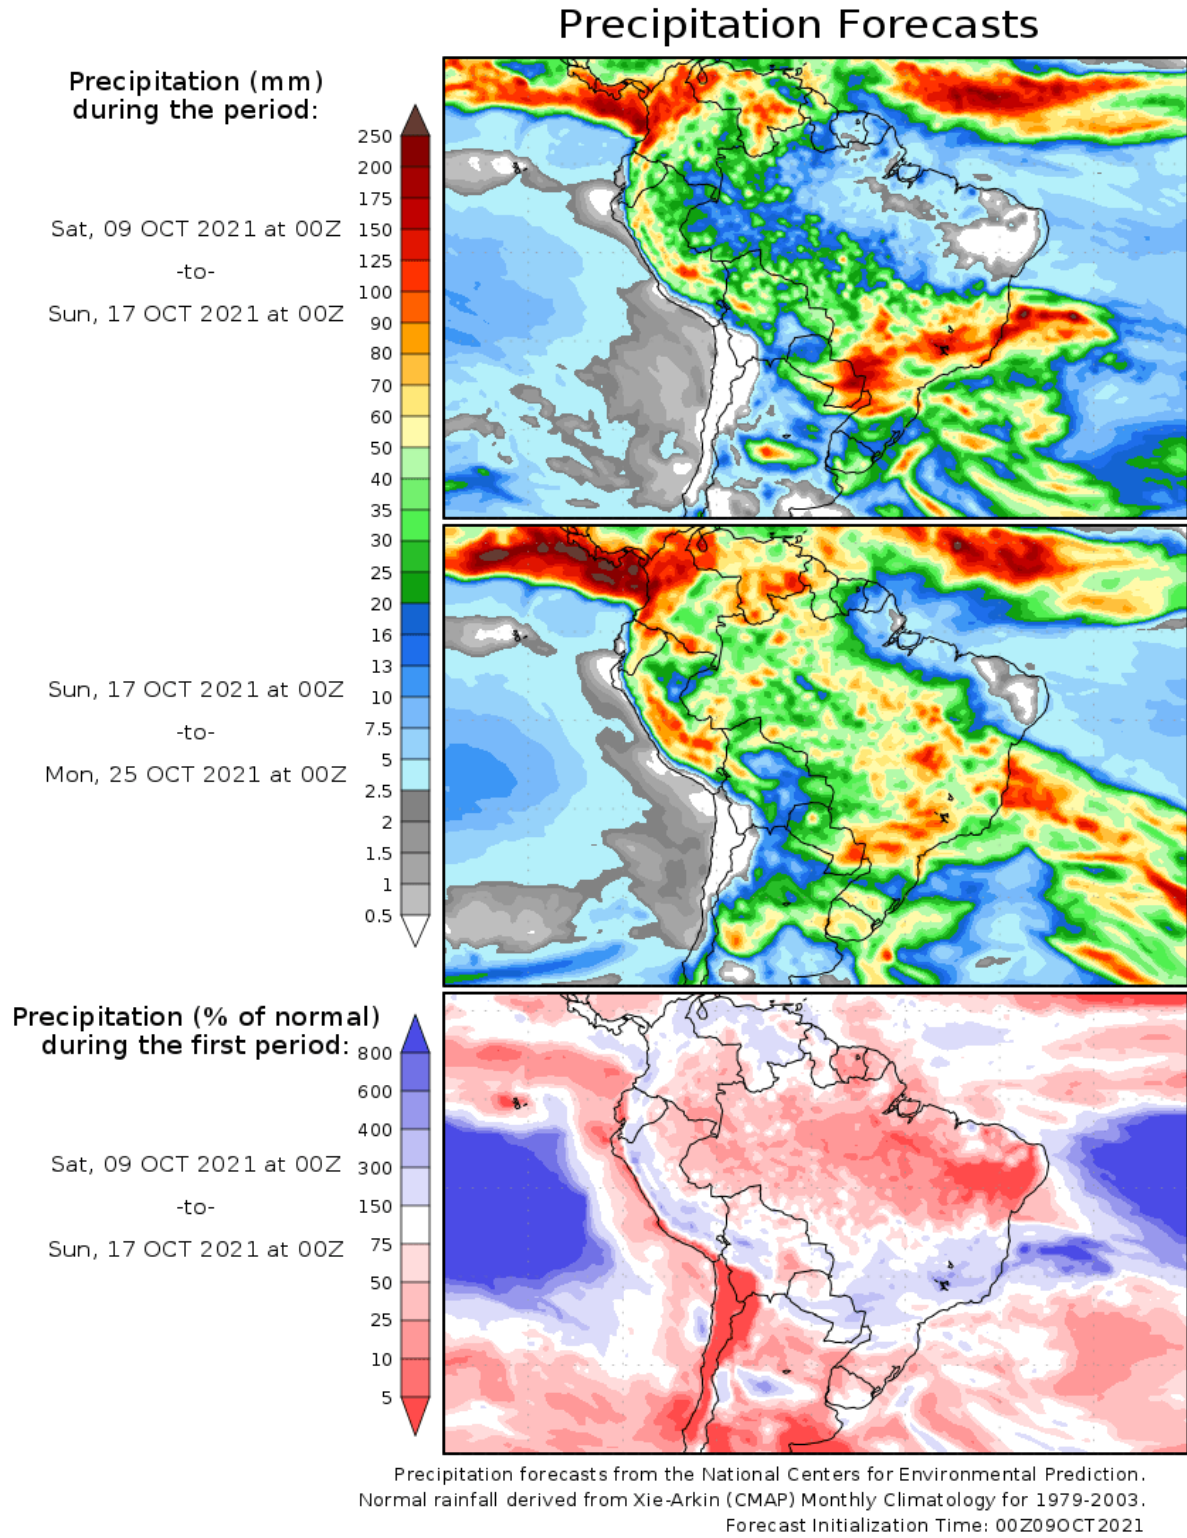 Precipitation Forecasts
Precipitation (mm)
during the period:
250
200
175
150
125
100
90
80
70
60
50
40
35
30
25
20
16
13
10
7.5
5
2.5
2
1.5
1
0.5
Sat, 09 OCT 2021 at 00Z
-to-
Sun, 17 OCT 2021 at 00Z
Sun, 17 OCT 2021 at 00Z
-to-
Mon, 25 OCT 2021 at 00Z
Precipitation (% of normal)
during the first period:
800
600
400
300
150
75
50
25
10
5
Sat, 09 OCT 2021 at 00Z
-to-
Sun, 17 OCT 2021 at 00Z
Precipitation forecasts from the National Centers for Environmental Prediction.
Normal rainfall derived from Xie-Arkin (CMAP) Monthly Climatology for 1979-2003.
Forecast Initialization Time: 00Z09OCT2021